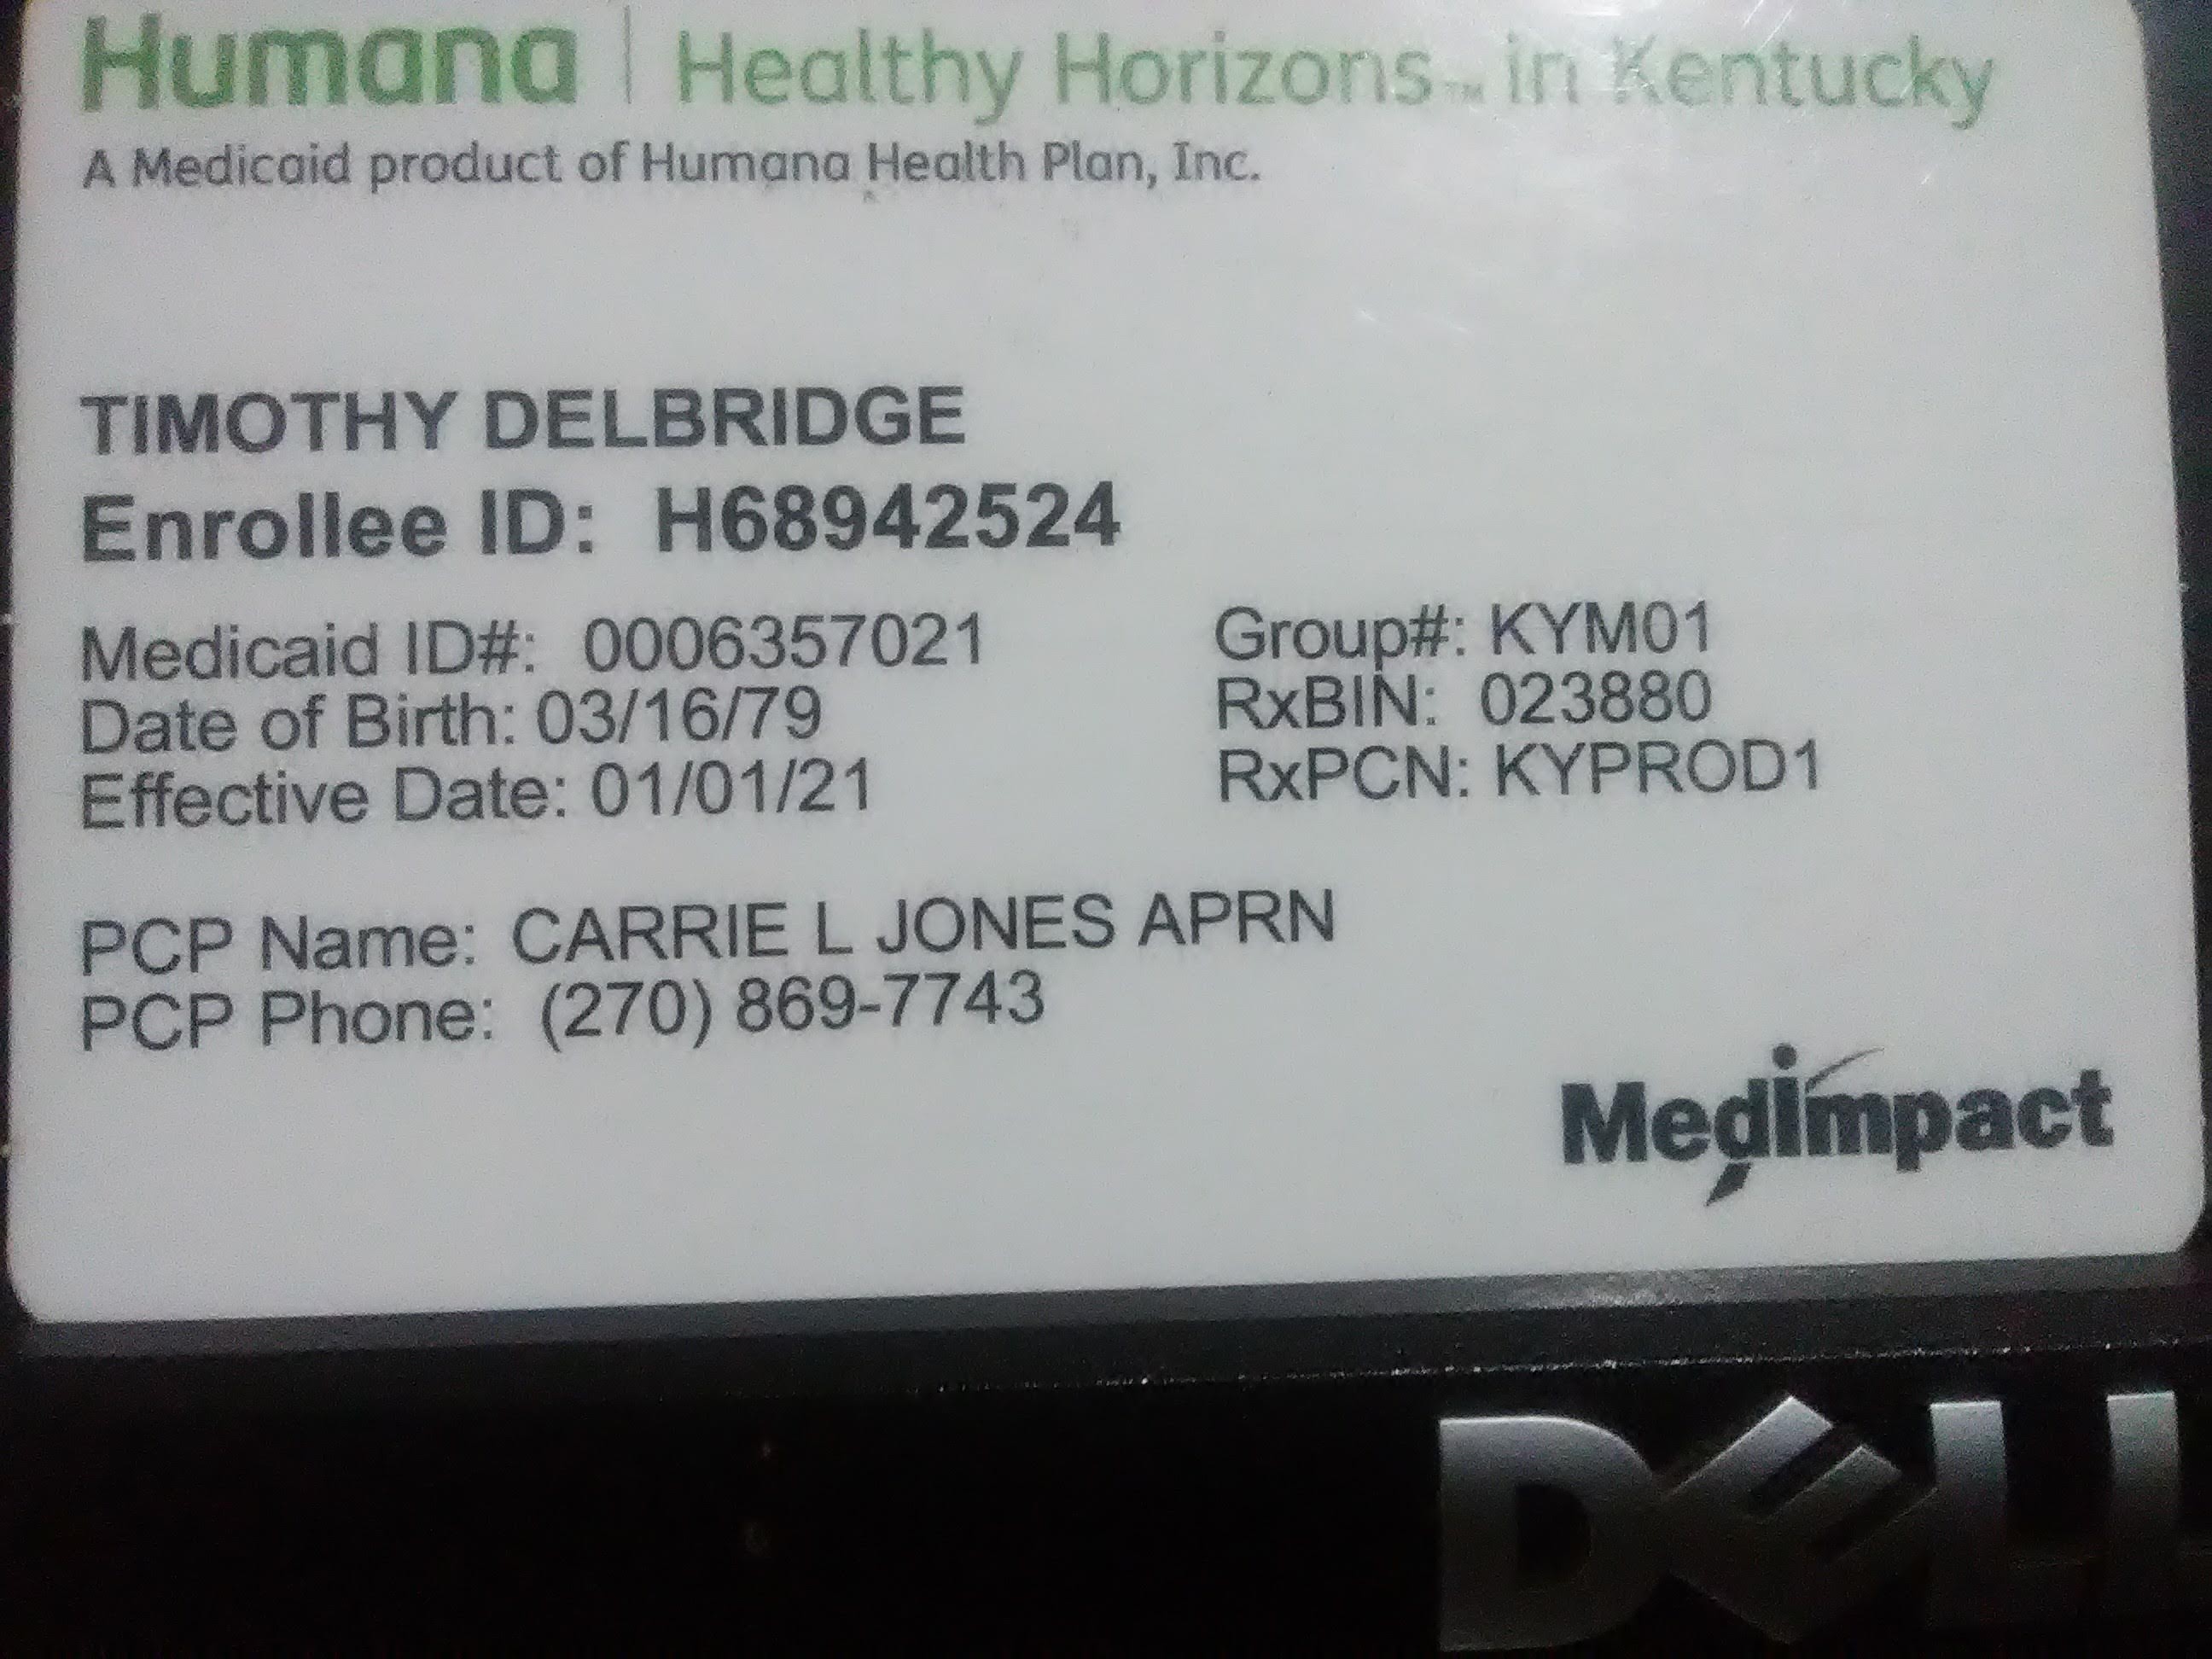 Humana | Healthy Horizons™ in Kentucky
A Medicaid product of Humana Health Plan, Inc.
TIMOTHY DELBRIDGE
Enrollee ID: H68942524
Medicaid ID#: 0006357021
Date of Birth: 03/16/79
Effective Date: 01/01/21
Group#: KYM01
RxBIN: 023880
RxPCN: KYPROD1
PCP Name: CARRIE L JONES APRN
PCP Phone: (270) 869-7743
MedImpact
DELL